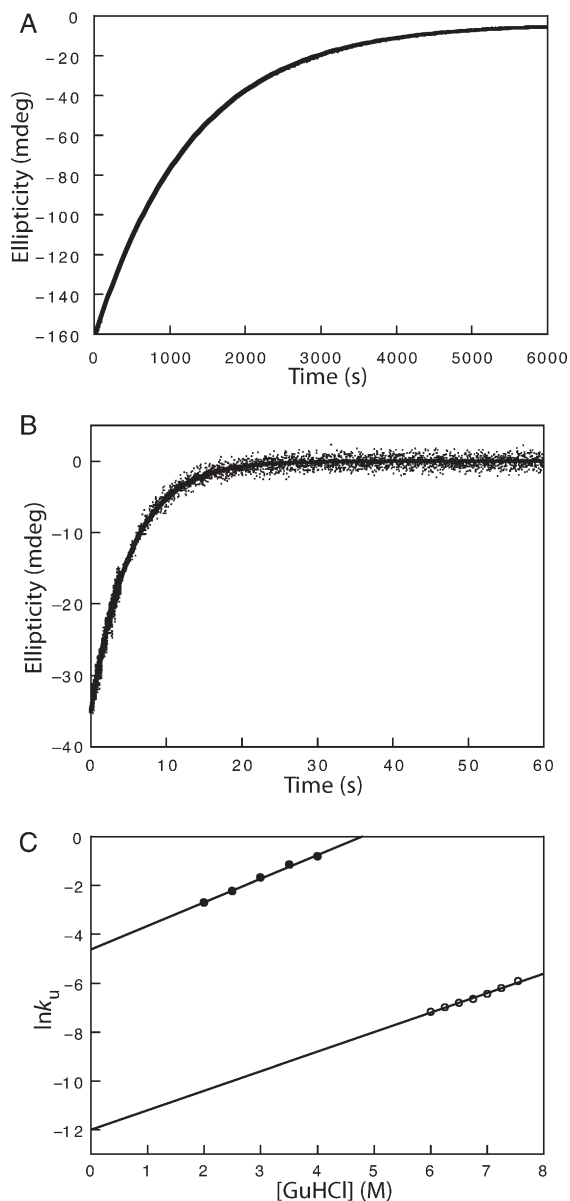 A
0
−20
−40
−60
−80
−100
−120
−140
−160
Ellipticity (mdeg)
0 1000 2000 3000 4000 5000 6000
Time (s)
B
0
−10
−20
−30
−40
Ellipticity (mdeg)
0 10 20 30 40 50 60
Time (s)
C
0
−2
−4
−6
−8
−10
−12
lnku
0 1 2 3 4 5 6 7 8
[GuHCl] (M)